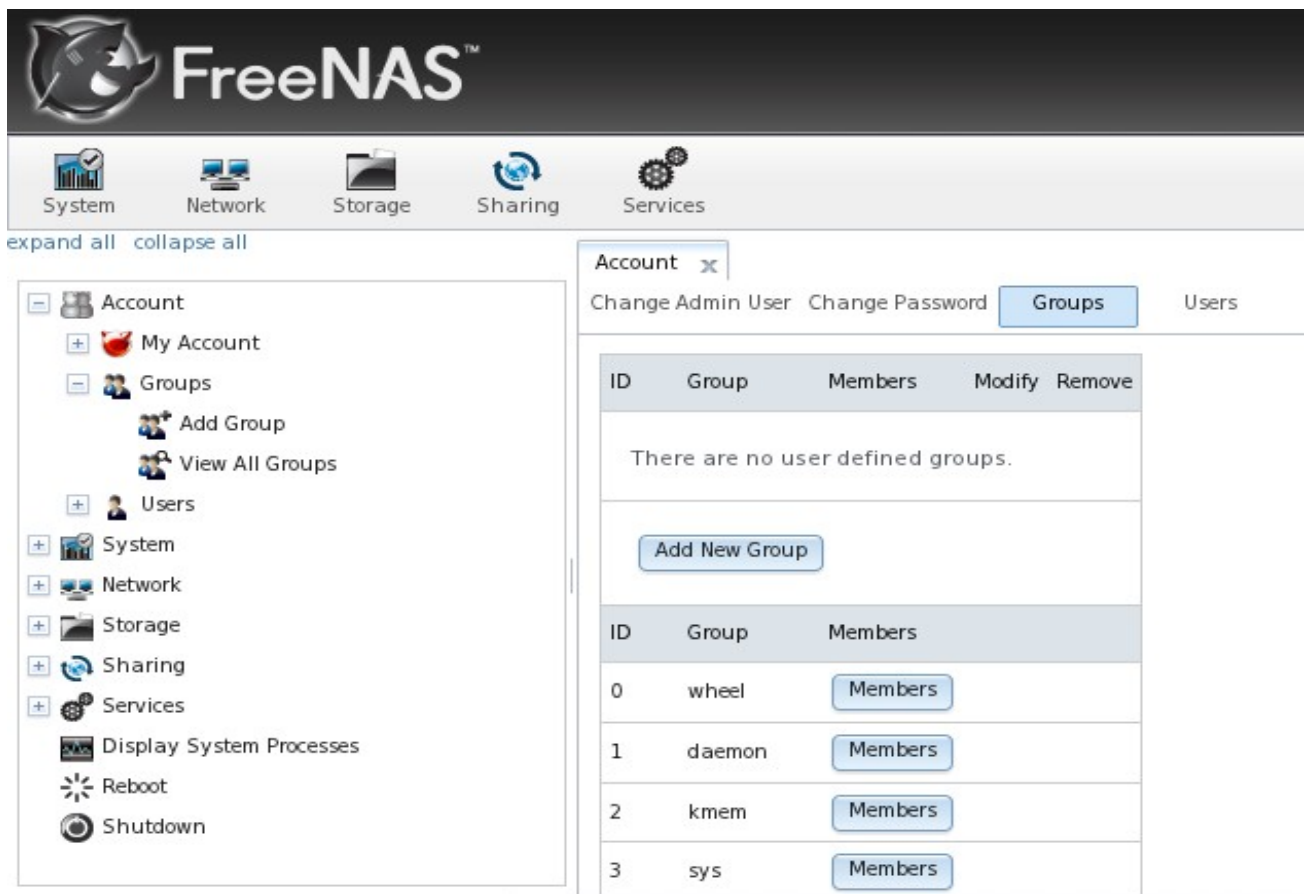 FreeNAS™
System Network Storage Sharing Services
expand all collapse all
Account
My Account
Groups
Add Group
View All Groups
Users
System
Network
Storage
Sharing
Services
Display System Processes
Reboot
Shutdown
Account x
Change Admin User Change Password Groups Users
ID Group Members Modify Remove
There are no user defined groups.
Add New Group
ID Group Members
0 wheel Members
1 daemon Members
2 kmem Members
3 sys Members